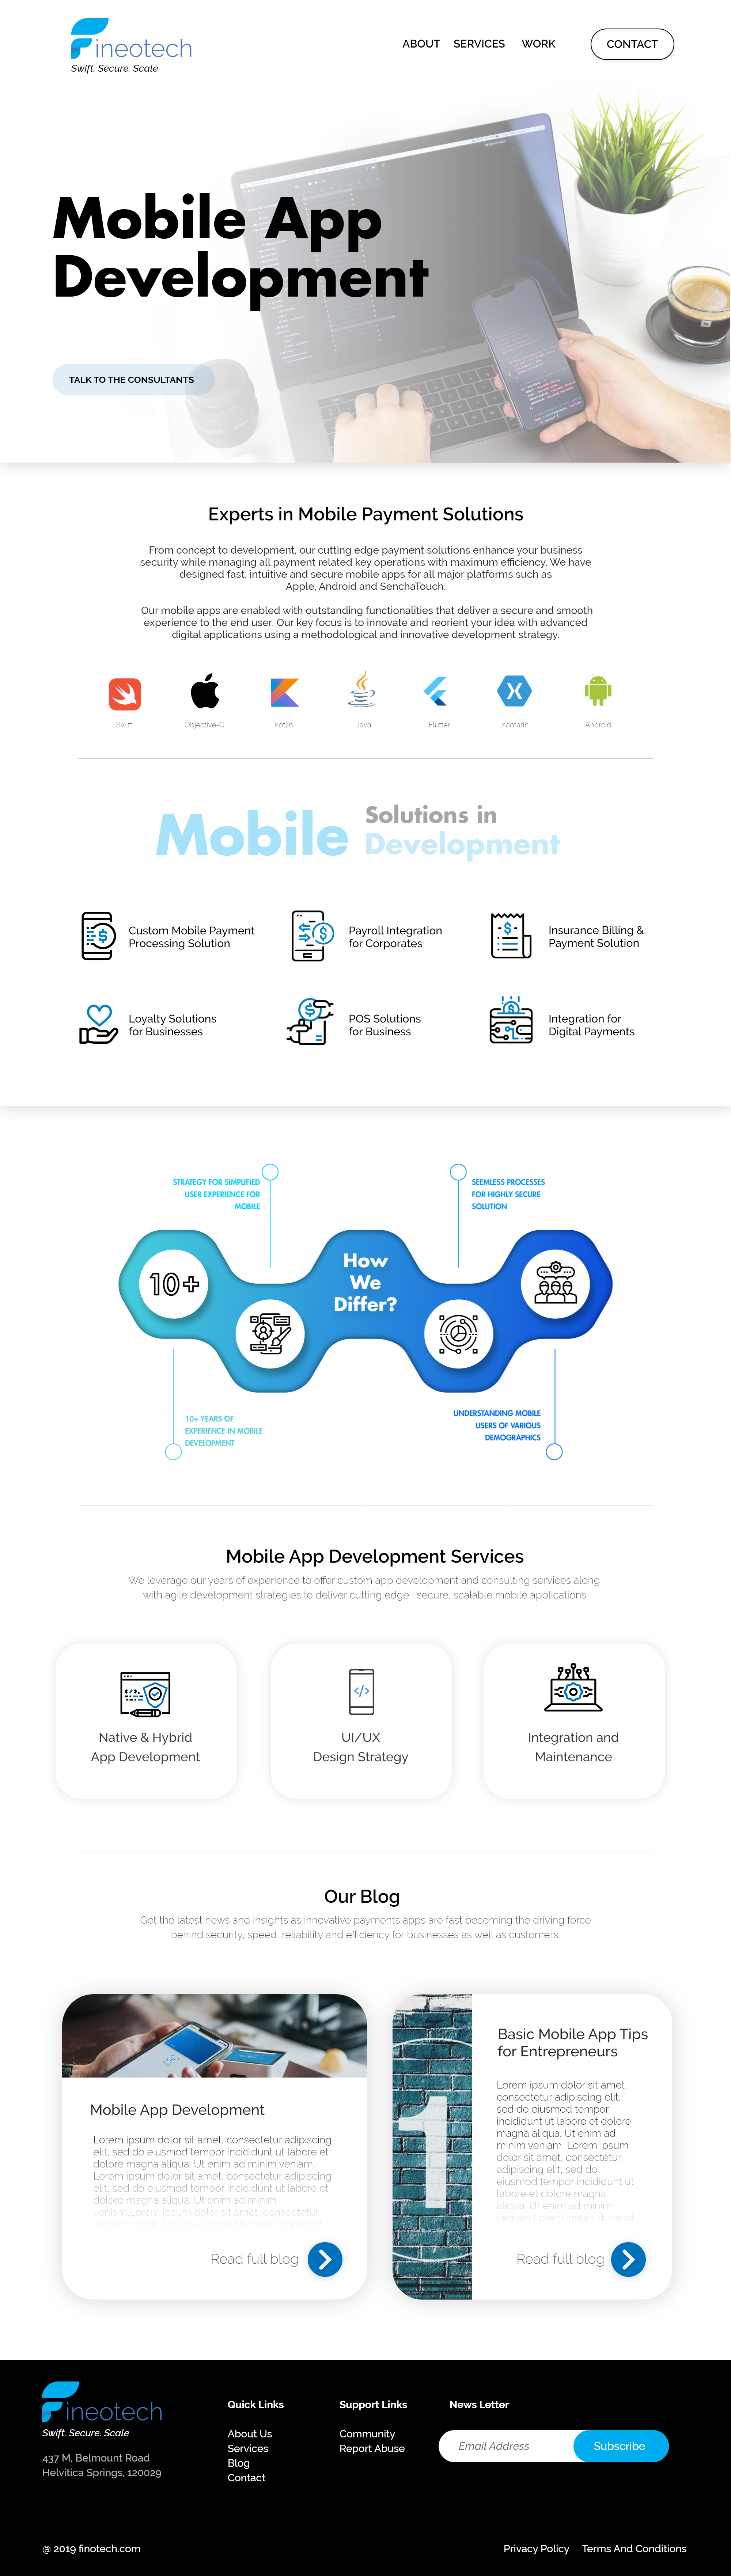 Fineotech
Swift. Secure. Scale
ABOUT SERVICES WORK CONTACT
Mobile App
Development
TALK TO THE CONSULTANTS
Experts in Mobile Payment Solutions
From concept to development, our cutting edge payment solutions enhance your business
security while managing all payment related key operations with maximum efficiency. We have
designed fast, intuitive and secure mobile apps for all major platforms such as
Apple, Android and SenchaTouch.
Our mobile apps are enabled with outstanding functionalities that deliver a secure and smooth
experience to the end user. Our key focus is to innovate and reorient your idea with advanced
digital applications using a methodological and innovative development strategy.
Swift Objective-C Kotlin Java Flutter Xamarin Android
Mobile
Solutions in
Development
Custom Mobile Payment
Processing Solution
Payroll Integration
for Corporates
Insurance Billing &
Payment Solution
Loyalty Solutions
for Businesses
POS Solutions
for Business
Integration for
Digital Payments
STRATEGY FOR SIMPLIFIED
USER EXPERIENCE FOR
MOBILE
SEEMLESS PROCESSES
FOR HIGHLY SECURE
SOLUTION
10+
How
We
Differ?
10+ YEARS OF
EXPERIENCE IN MOBILE
DEVELOPMENT
UNDERSTANDING MOBILE
USERS OF VARIOUS
DEMOGRAPHICS
Mobile App Development Services
We leverage our years of experience to offer custom app development and consulting services along
with agile development strategies to deliver cutting edge , secure, scalable mobile applications.
Native & Hybrid
App Development
UI/UX
Design Strategy
Integration and
Maintenance
Our Blog
Get the latest news and insights as innovative payments apps are fast becoming the driving force
behind security, speed, reliability and efficiency for businesses as well as customers.
Mobile App Development
Lorem ipsum dolor sit amet, consectetur adipiscing
elit, sed do eiusmod tempor incididunt ut labore et
dolore magna aliqua. Ut enim ad minim veniam,
Lorem ipsum dolor sit amet, consectetur adipiscing
elit, sed do eiusmod tempor incididunt ut labore et
dolore magna aliqua. Ut enim ad minim
veniam,Lorem ipsum dolor sit amet, consectetur
Read full blog
1
Basic Mobile App Tips
for Entrepreneurs
Lorem ipsum dolor sit amet,
consectetur adipiscing elit,
sed do eiusmod tempor
incididunt ut labore et dolore
magna aliqua. Ut enim ad
minim veniam, Lorem ipsum
dolor sit amet, consectetur
adipiscing elit, sed do
eiusmod tempor incididunt ut
labore et dolore magna
aliqua. Ut enim ad minim
veniam,Lorem ipsum dolor sit
Read full blog
Fineotech
Swift. Secure. Scale
437 M, Belmount Road
Helvitica Springs, 120029
Quick Links
About Us
Services
Blog
Contact
Support Links
Community
Report Abuse
News Letter
Email Address
Subscribe
@ 2019 finotech.com
Privacy Policy Terms And Conditions